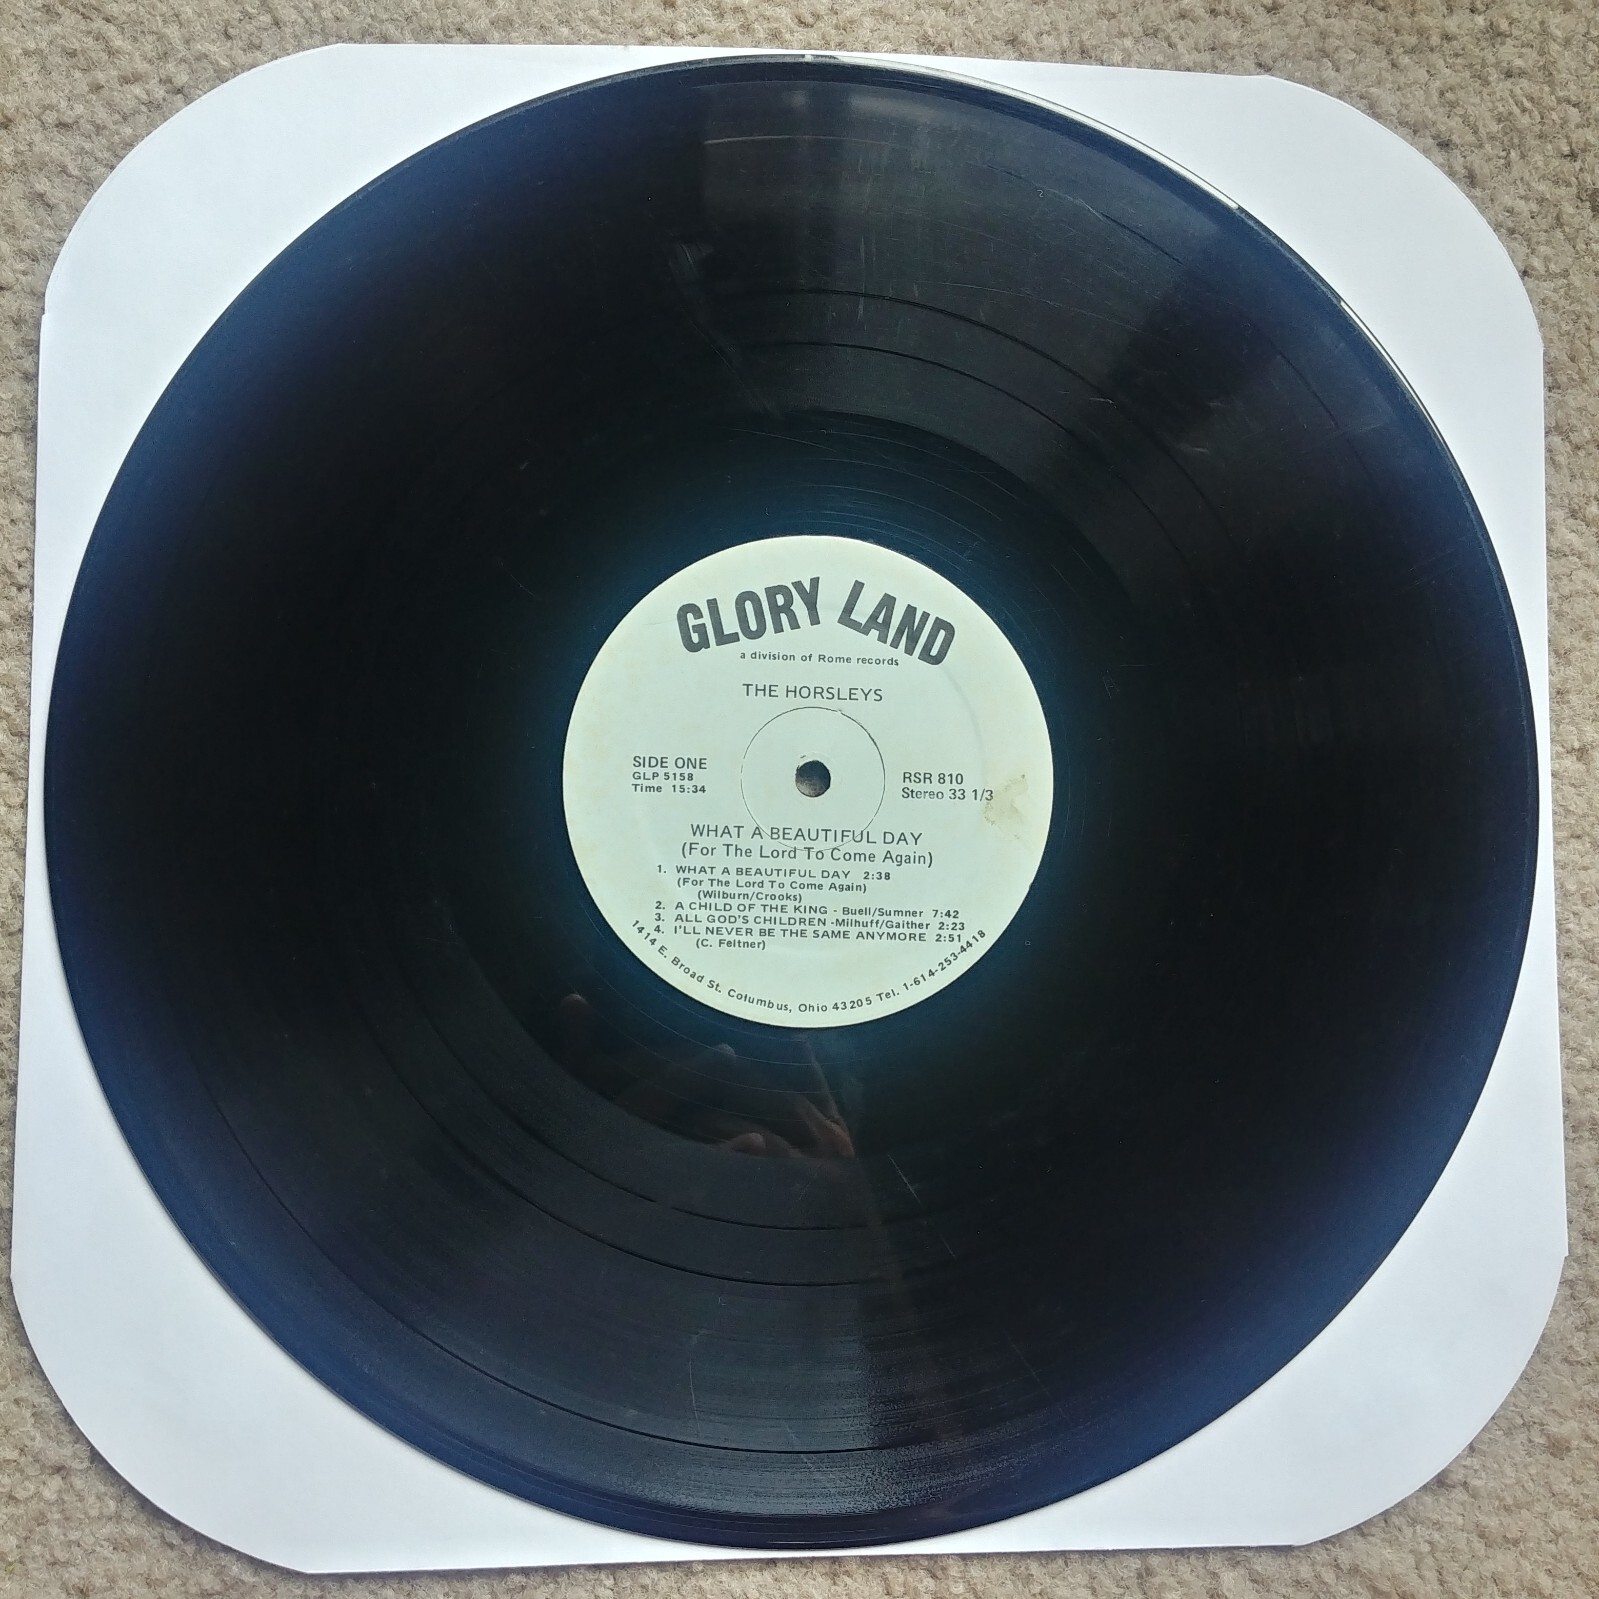 GLORY LAND
a division of Rome records
THE HORSLEYS
SIDE ONE
GLP 5158
Time 15:34
RSR 810
Stereo 33 1/3
WHAT A BEAUTIFUL DAY
(For The Lord To Come Again)
1. WHAT A BEAUTIFUL DAY 2:38
(For The Lord To Come Again)
(Wilburn/Crooks)
2. A CHILD OF THE KING - Buell/Sumner 7:42
3. ALL GOD'S CHILDREN -Milhuff/Gaither 2:23
4. I'LL NEVER BE THE SAME ANYMORE 2:51
(C. Feltner)
1414 E. Broad St. Columbus, Ohio 43205 Tel. 1-614-253-4418